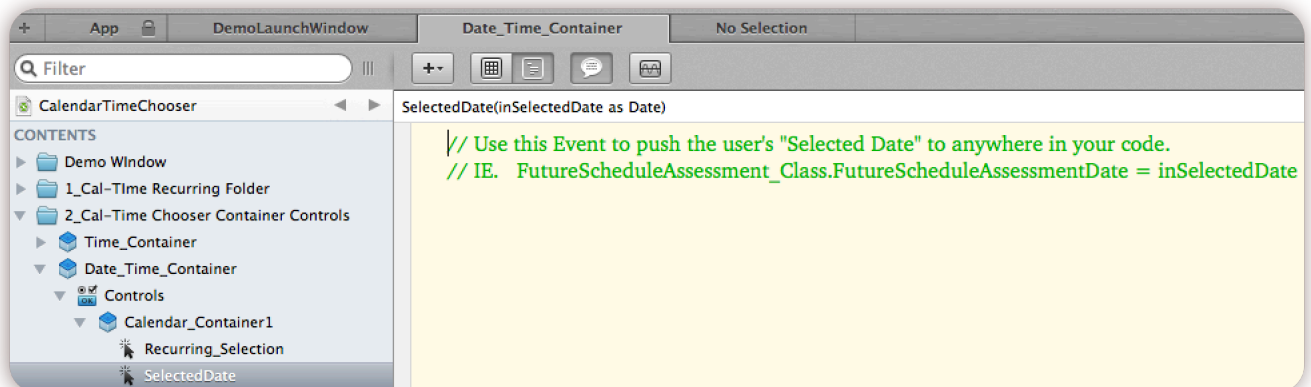 + App DemoLaunchWindow Date_Time_Container No Selection
Filter
CalendarTimeChooser
SelectedDate(inSelectedDate as Date)
CONTENTS
Demo WIndow
1_Cal-TIme Recurring Folder
2_Cal-Time Chooser Container Controls
Time_Container
Date_Time_Container
Controls
Calendar_Container1
Recurring_Selection
SelectedDate
// Use this Event to push the user's "Selected Date" to anywhere in your code.
// IE. FutureScheduleAssessment_Class.FutureScheduleAssessmentDate = inSelectedDate